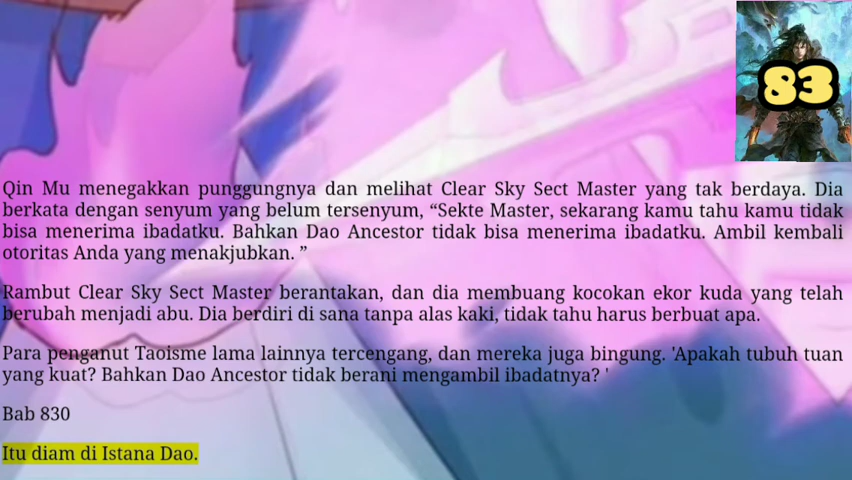 83
Qin Mu menegakkan punggungnya dan melihat Clear Sky Sect Master yang tak berdaya. Dia
berkata dengan senyum yang belum tersenyum, “Sekte Master, sekarang kamu tahu kamu tidak
bisa menerima ibadatku. Bahkan Dao Ancestor tidak bisa menerima ibadatku. Ambil kembali
otoritas Anda yang menakjubkan. ”
Rambut Clear Sky Sect Master berantakan, dan dia membuang kocokan ekor kuda yang telah
berubah menjadi abu. Dia berdiri di sana tanpa alas kaki, tidak tahu harus berbuat apa.
Para penganut Taoisme lama lainnya tercengang, dan mereka juga bingung. 'Apakah tubuh tuan
yang kuat? Bahkan Dao Ancestor tidak berani mengambil ibadatnya? '
Bab 830
Itu diam di Istana Dao.